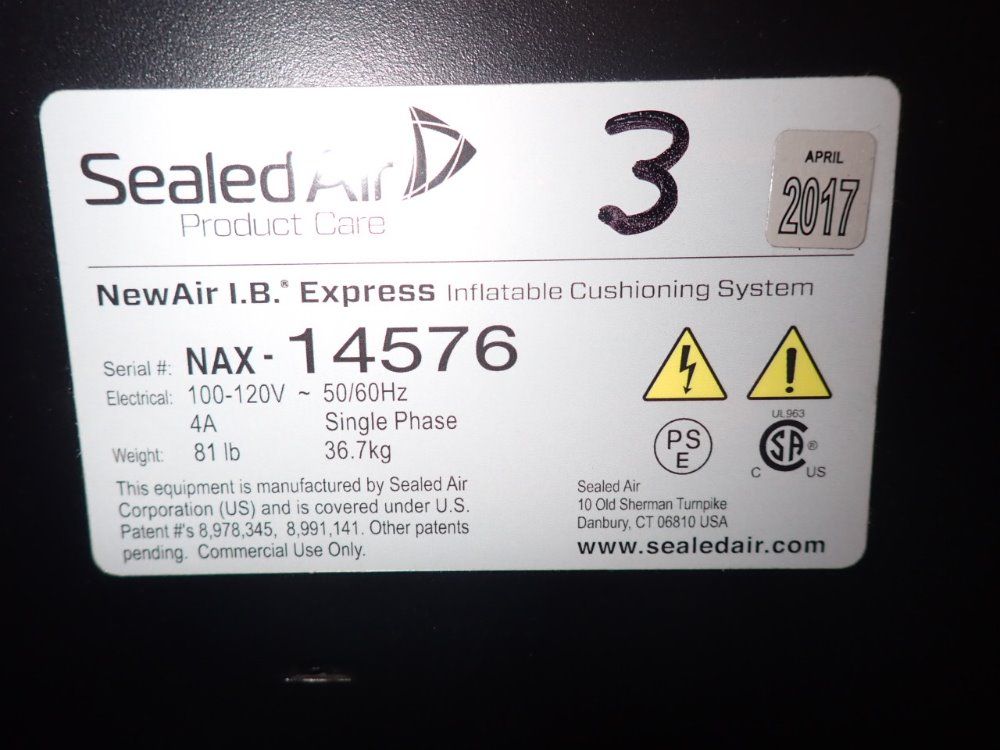 Sealed Air
Product Care
3
APRIL
2017
NewAir I.B.® Express Inflatable Cushioning System
Serial #: NAX - 14576
Electrical: 100-120V ~ 50/60Hz
4A Single Phase
Weight: 81 lb 36.7kg
This equipment is manufactured by Sealed Air
Corporation (US) and is covered under U.S.
Patent #'s 8,978,345, 8,991,141. Other patents
pending. Commercial Use Only.
PS
E
UL963
SA ®
C US
Sealed Air
10 Old Sherman Turnpike
Danbury, CT 06810 USA
www.sealedair.com